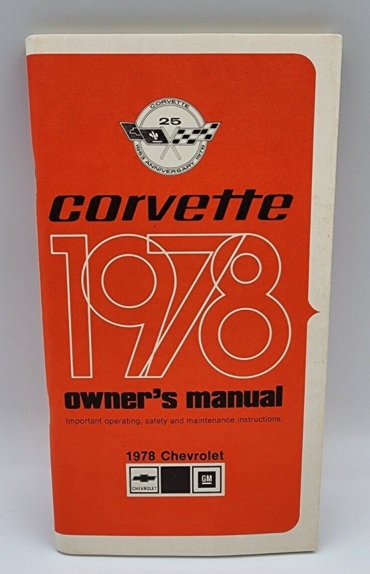 CORVETTE
25
1953 ANNIVERSARY 1978
corvette
1978
owner's manual
Important operating, safety and maintenance instructions.
1978 Chevrolet
CHEVROLET
GM